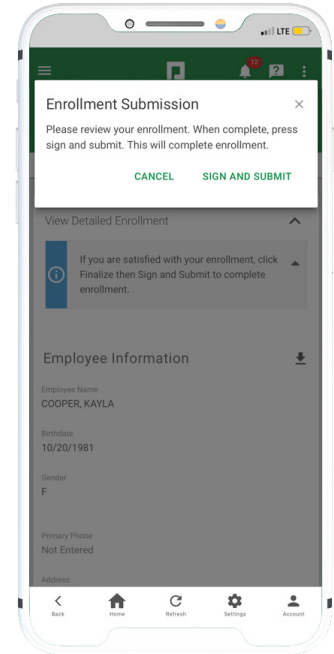 LTE
12
Enrollment Submission
Please review your enrollment. When complete, press
sign and submit. This will complete enrollment.
CANCEL SIGN AND SUBMIT
View Detailed Enrollment
If you are satisfied with your enrollment, click
Finalize then Sign and Submit to complete
enrollment.
Employee Information
Employee Name
COOPER, KAYLA
Birthdate
10/20/1981
Gender
F
Primary Phone
Not Entered
Address
Back Home Refresh Settings Account